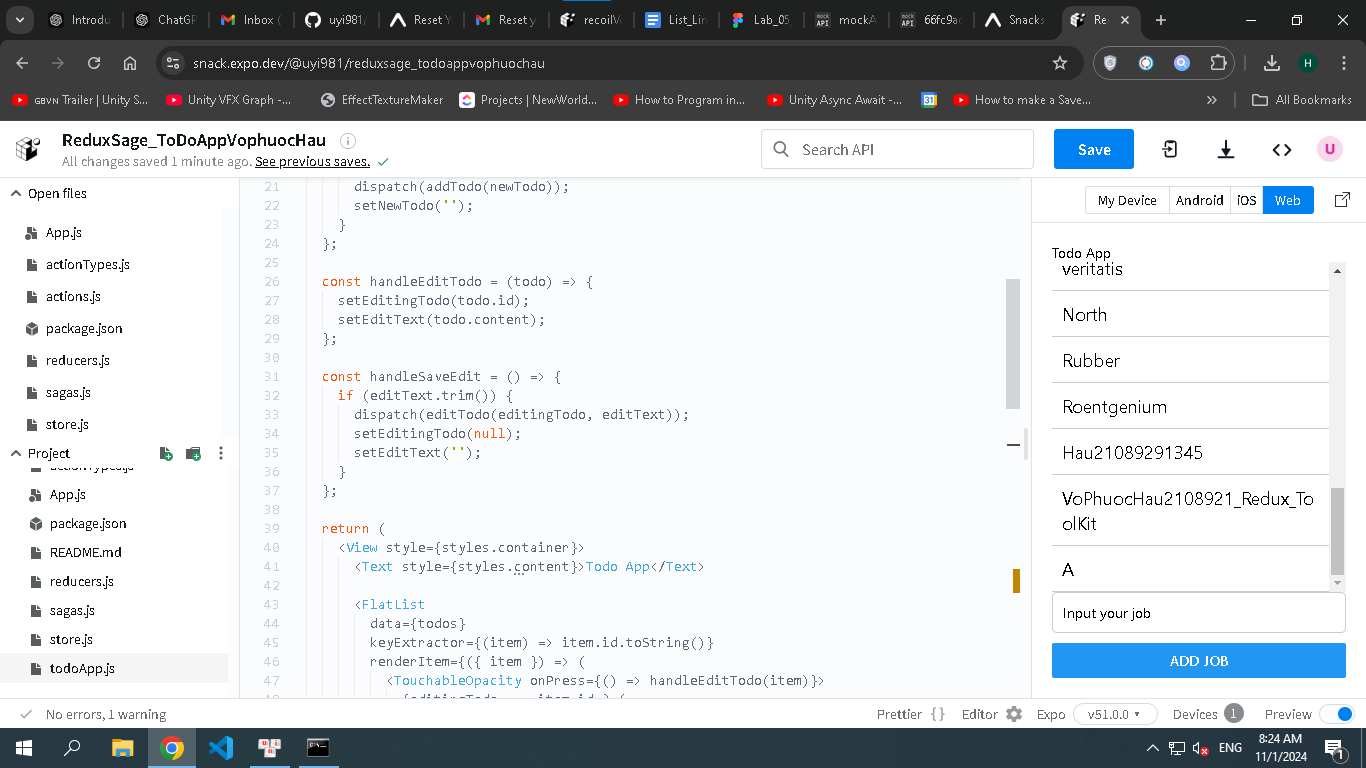 Introdu
ChatGP
Inbox (
uyi981/
Reset Y
Reset y
recoilVo
List_Lin
Lab_05_
mockA
66fc9ac
Snacks
Re
snack.expo.dev/@uyi981/reduxsage_todoappvophuocchau
H
GBVN Trailer | Unity S...
Unity VFX Graph -...
EffectTextureMaker
Projects | NewWorld...
How to Program in...
Unity Async Await -...
31
How to make a Save...
All Bookmarks
ReduxSage_ToDoAppVophuocHau
All changes saved 1 minute ago. See previous saves.
Search API
Save
U
Open files
App.js
actionTypes.js
actions.js
package.json
reducers.js
sagas.js
store.js
Project
actionTypes.js
App.js
package.json
README.md
reducers.js
sagas.js
store.js
todoApp.js
21 dispatch(addTodo(newTodo));
22 setNewTodo('');
23 }
24 };
25
26 const handleEditTodo = (todo) => {
27 setEditingTodo(todo.id);
28 setEditText(todo.content);
29 };
30
31 const handleSaveEdit = () => {
32 if (editText.trim()) {
33 dispatch(editTodo(editingTodo, editText));
34 setEditingTodo(null);
35 setEditText('');
36 }
37 };
38
39 return (
40 <View style={styles.container}>
41 <Text style={styles.content}>Todo App</Text>
42
43 <FlatList
44 data={todos}
45 keyExtractor={(item) => item.id.toString()}
46 renderItem={({ item }) => (
47 <TouchableOpacity onPress={() => handleEditTodo(item)}>
My Device
Android
iOS
Web
Todo App
veritatis
North
Rubber
Roentgenium
Hau21089291345
VoPhuocHau2108921_Redux_To
olKit
A
Input your job
ADD JOB
No errors, 1 warning
Prettier {}
Editor
Expo
v51.0.0
Devices 1
Preview
ENG
8:24 AM
11/1/2024
1